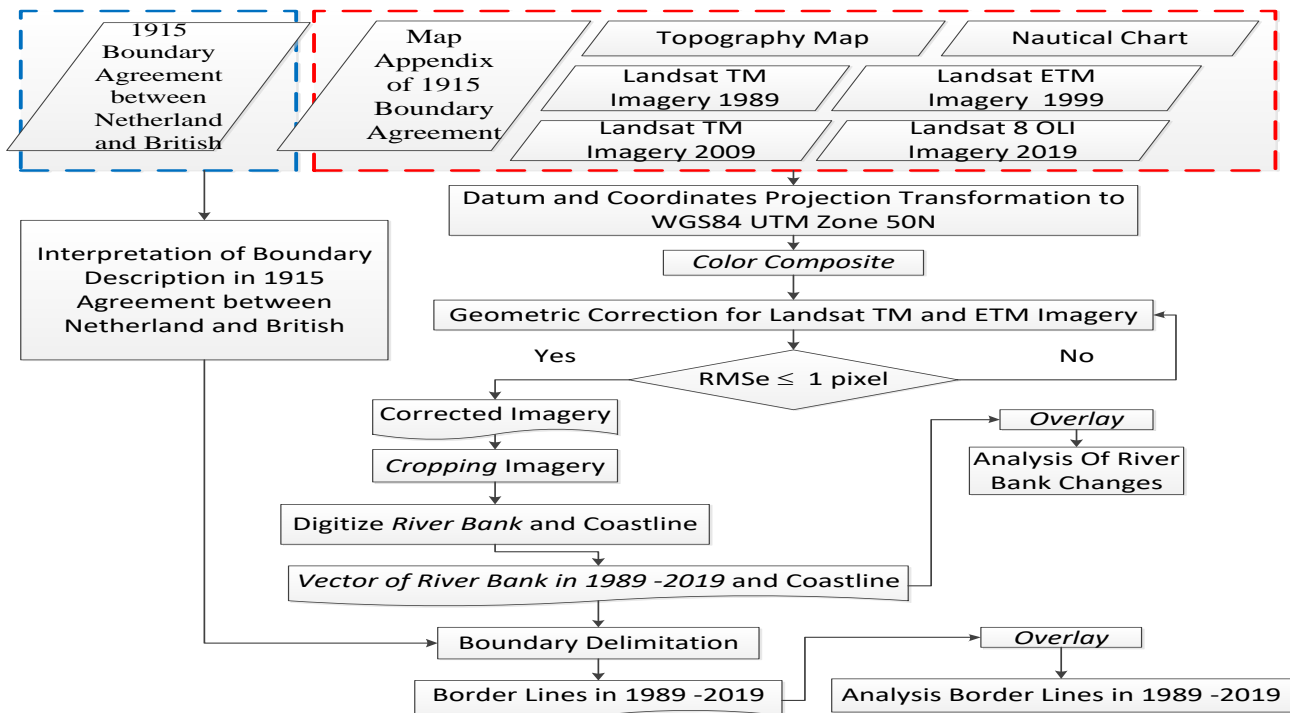 1915
Boundary
Agreement
between
Netherland
and British
Map
Appendix
of 1915
Boundary
Agreement
Topography Map
Nautical Chart
Landsat TM
Imagery 1989
Landsat ETM
Imagery 1999
Landsat TM
Imagery 2009
Landsat 8 OLI
Imagery 2019
Datum and Coordinates Projection Transformation to
WGS84 UTM Zone 50N
Interpretation of Boundary
Description in 1915
Agreement between
Netherland and British
Color Composite
Geometric Correction for Landsat TM and ETM Imagery
Yes
No
RMSe ≤ 1 pixel
Corrected Imagery
Cropping Imagery
Overlay
Analysis Of River
Bank Changes
Digitize River Bank and Coastline
Vector of River Bank in 1989 -2019 and Coastline
Boundary Delimitation
Overlay
Border Lines in 1989 -2019
Analysis Border Lines in 1989 -2019